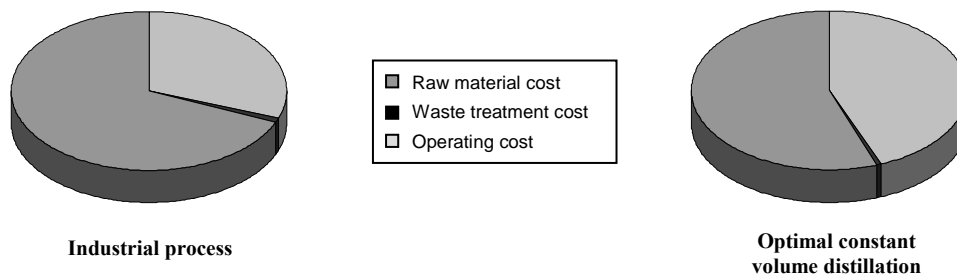 Raw material cost
Waste treatment cost
Operating cost
Industrial process
Optimal constant
volume distillation